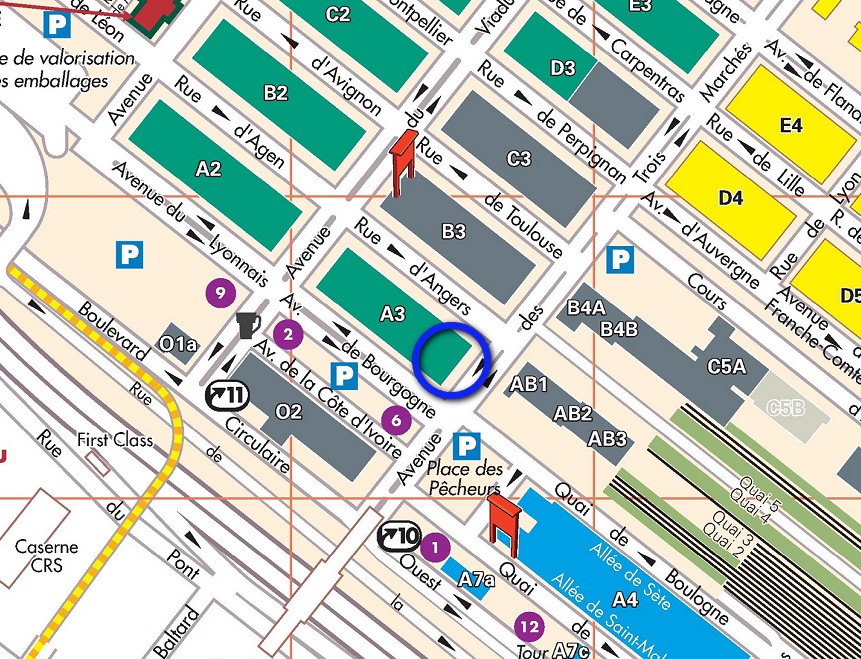 de Léon
P
e de valorisation
es emballages
Avenue
Rue
d'Avignon
C2
ontpellier
Viaduc
e de
Carpentras
E3
agne
Marchés
Av.
de Fland
B2
Rue
d'Agen
A2
D3
Rue
de Perpignan
du
E4
Rue
de Lille
Lyon
C3
Rue
de Toulouse
Trois
D4
Av.
d'Auvergne
R. de
Avenue du
Lyonnais
P
Avenue
B3
Rue
d'Angers
P
Rue
de
D5
Cours
Avenue
Franche-Comté
9
Av.
de Bourgogne
A3
des
B4A
B4B
C5A
C5B
Boulevard
O1a
2
P
Av. de la Côte d'Ivoire
11
6
AB1
AB2
AB3
Rue
de
O2
Circulaire
Rue
First Class
Avenue
P
Place des
Pêcheurs
Quai 5
Quai 4
Quai 3
Quai 2
Quai
de
Boulogne
du
Pont
Caserne
CRS
10
1
Ouest
A7a
Quai
de
Allée de Sète
Allée de Saint-Mal
A4
la
Baltard
12
Tour
A7c